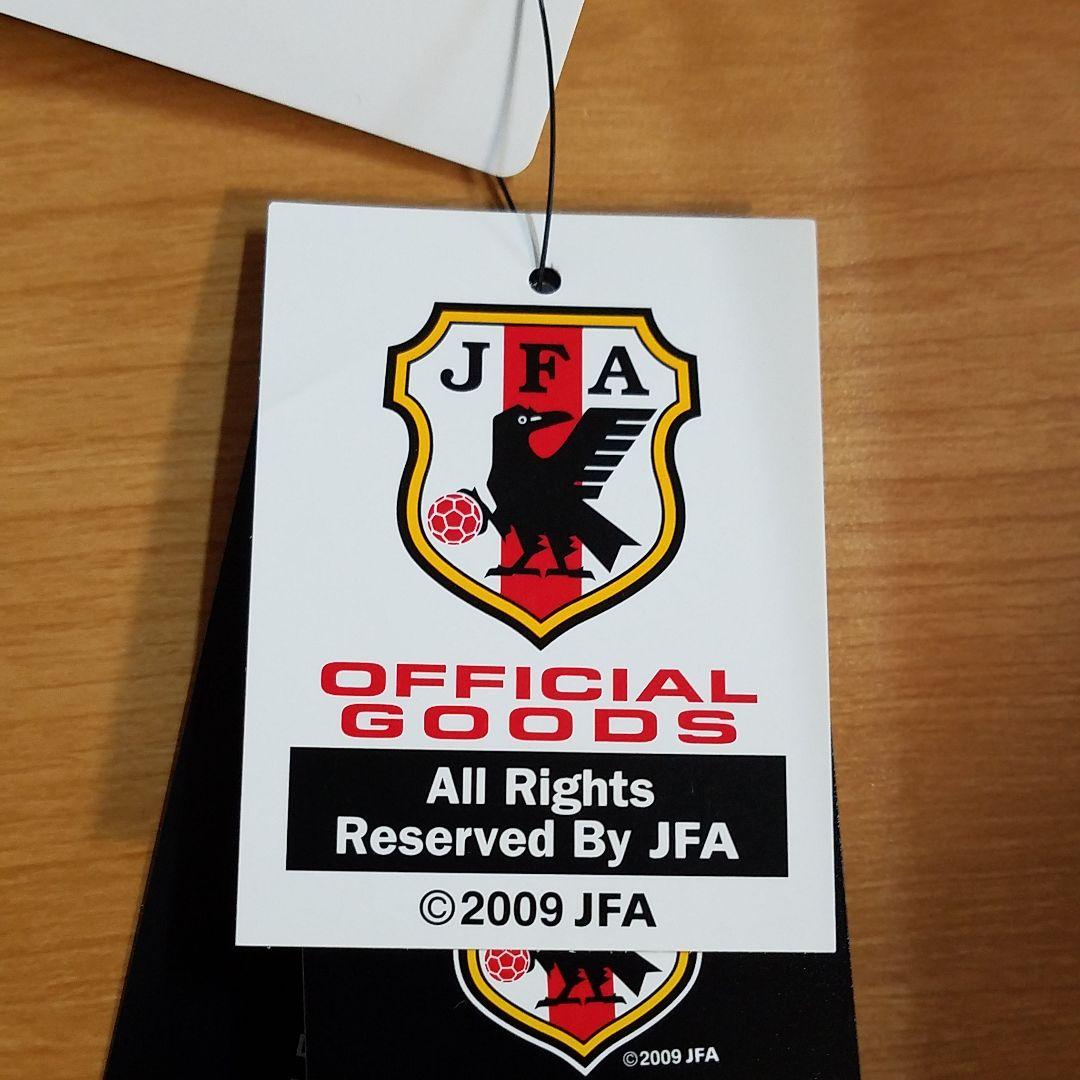 JFA
OFFICIAL
GOODS
All Rights
Reserved By JFA
©2009 JFA
©2009 JFA